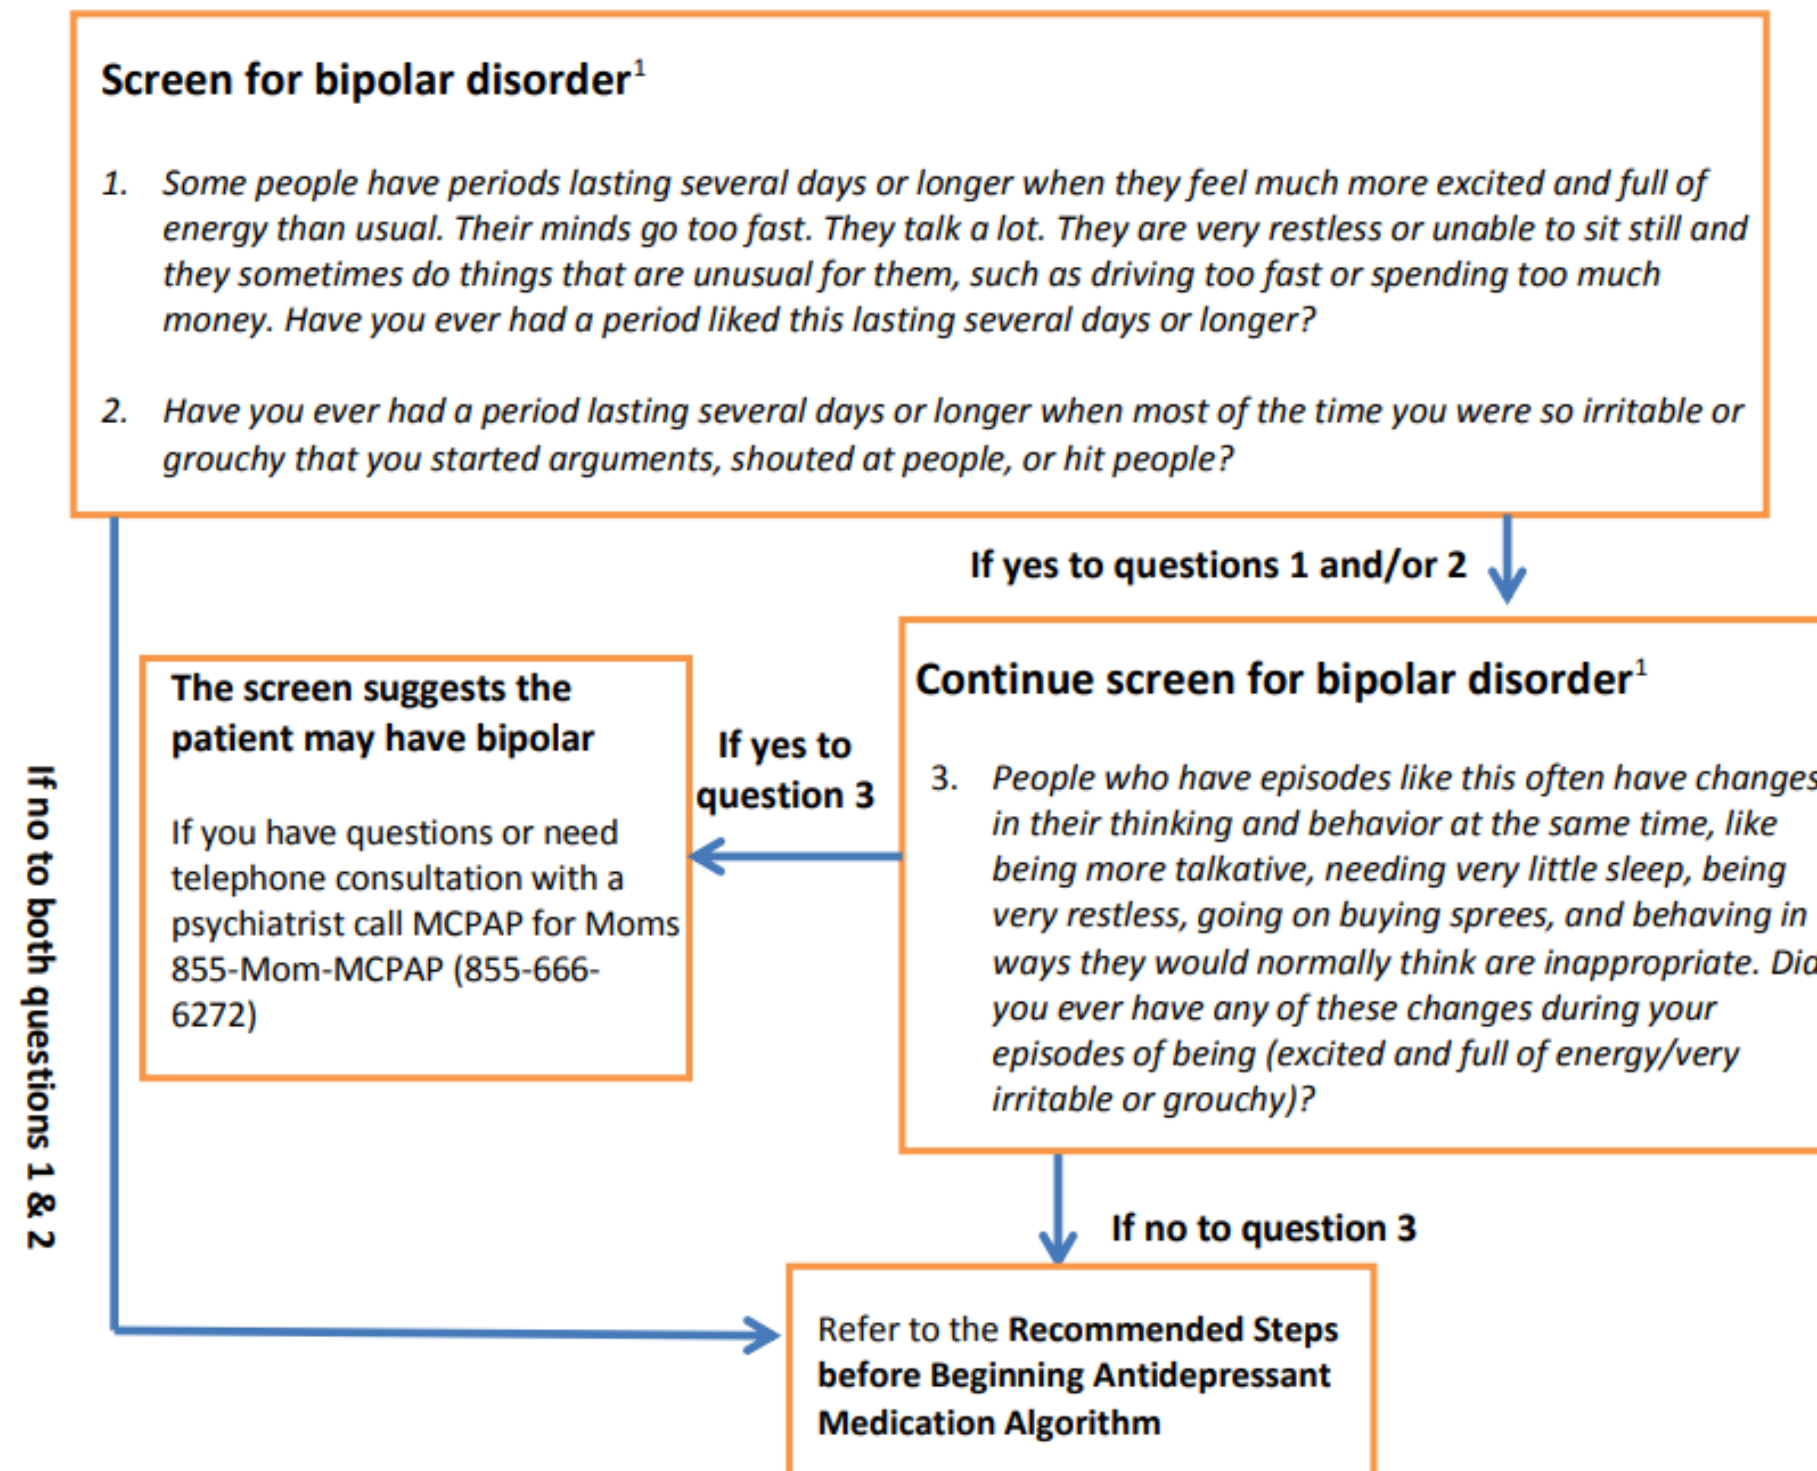 Screen for bipolar disorder1
1. Some people have periods lasting several days or longer when they feel much more excited and full of
energy than usual. Their minds go too fast. They talk a lot. They are very restless or unable to sit still and
they sometimes do things that are unusual for them, such as driving too fast or spending too much
money. Have you ever had a period liked this lasting several days or longer?
2. Have you ever had a period lasting several days or longer when most of the time you were so irritable or
grouchy that you started arguments, shouted at people, or hit people?
If yes to questions 1 and/or 2
Continue screen for bipolar disorder1
3. People who have episodes like this often have changes
in their thinking and behavior at the same time, like
being more talkative, needing very little sleep, being
very restless, going on buying sprees, and behaving in
ways they would normally think are inappropriate. Did
you ever have any of these changes during your
episodes of being (excited and full of energy/very
irritable or grouchy)?
If yes to
question 3
The screen suggests the
patient may have bipolar
If you have questions or need
telephone consultation with a
psychiatrist call MCPAP for Moms
855-Mom-MCPAP (855-666-
6272)
If no to both questions 1 & 2
If no to question 3
Refer to the Recommended Steps
before Beginning Antidepressant
Medication Algorithm